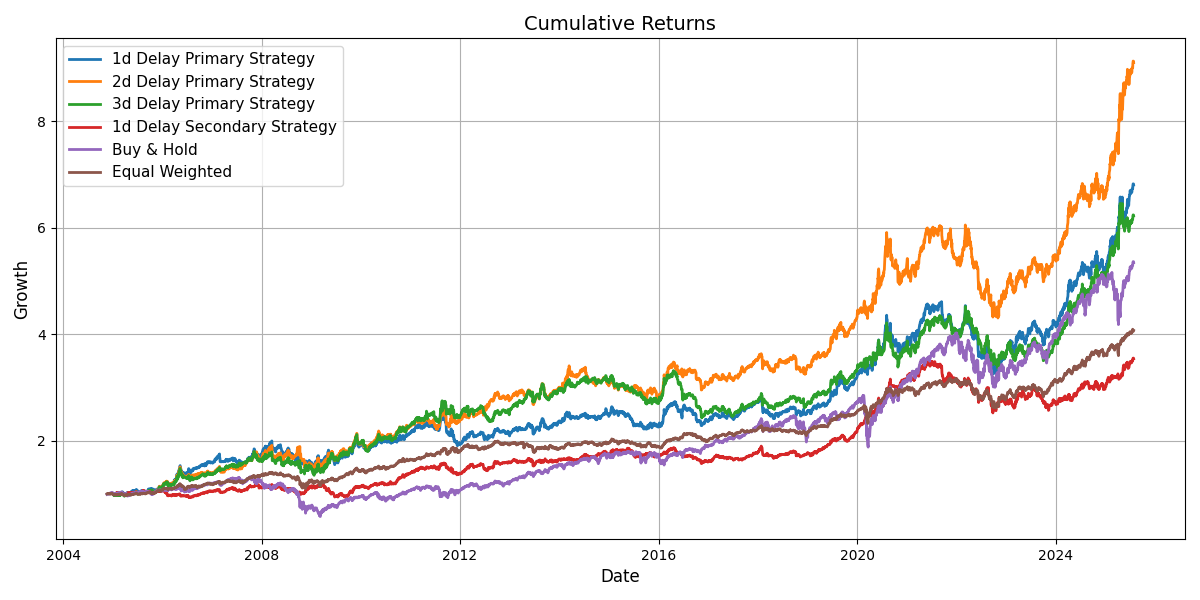 Cumulative Returns
1d Delay Primary Strategy
2d Delay Primary Strategy
3d Delay Primary Strategy
1d Delay Secondary Strategy
Buy & Hold
Equal Weighted
Growth
8
6
4
2
2004
2008
2012
2016
2020
2024
Date